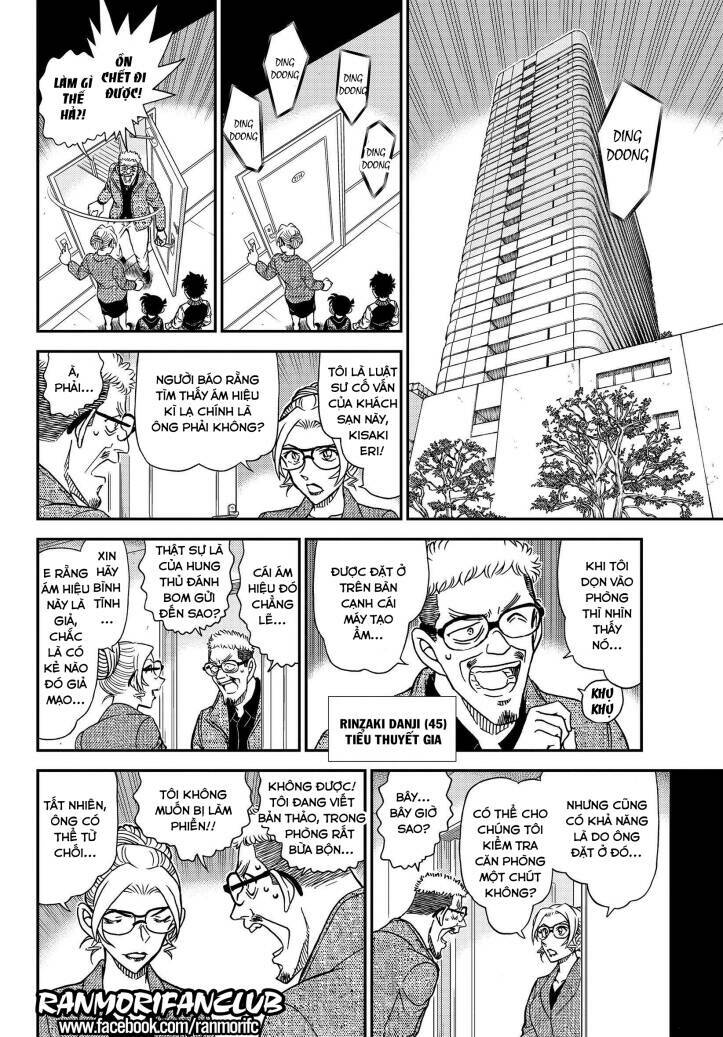 DING
DOONG
DING
DOONG
DING
DOONG
DING
DOONG
DING
DOONG
ỒN
CHẾT ĐI
ĐƯỢC!
LÀM GÌ
THẾ
HẢ?!
TÔI LÀ LUẬT
SƯ CỐ VẤN
CỦA KHÁCH
SẠN NÀY,
KISAKI
ERI!
NGƯỜI BÁO RẰNG
TÌM THẤY ÁM HIỆU
KÌ LẠ CHÍNH LÀ
ÔNG PHẢI KHÔNG?
À,
PHẢI...
KHI TÔI
DỌN VÀO
PHÒNG
THÌ NHÌN
THẤY
NÓ...
KHỤ
KHỤ
ĐƯỢC ĐẶT Ở
TRÊN BÀN
CẠNH CÁI
MÁY TẠO
ẨM...
RINZAKI DANJI (45)
TIỂU THUYẾT GIA
CÁI ÁM
HIỆU ĐÓ
CHẲNG
LẼ...
THẬT SỰ LÀ
CỦA HUNG
THỦ ĐÁNH
BOM GỬI
ĐẾN SAO?
XIN
HÃY
BÌNH
TĨNH
...
E RẰNG
ÁM HIỆU
NÀY LÀ
GIẢ,
CHẮC
LÀ CÓ
KẺ NÀO
ĐÓ GIẢ
MẠO...
NHƯNG CŨNG
CÓ KHẢ NĂNG
LÀ DO ÔNG
ĐẶT Ở ĐÓ...
CÓ THỂ CHO
CHÚNG TÔI
KIỂM TRA
CĂN PHÒNG
MỘT CHÚT
KHÔNG?
BÂY...
BÂY GIỜ
SAO?
KHÔNG ĐƯỢC!
TÔI ĐANG VIẾT
BẢN THẢO, TRONG
PHÒNG RẤT
BỪA BỘN...
TÔI KHÔNG
MUỐN BỊ LÀM
PHIỀN!!
TẤT NHIÊN,
ÔNG CÓ
THỂ TỪ
CHỐI...
RANMORIFANCLUB
www.facebook.com/ranmorifc